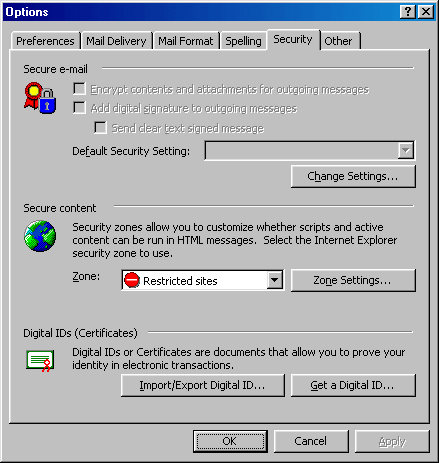 Options
Preferences Mail Delivery Mail Format Spelling Security Other
Secure e-mail
Encrypt contents and attachments for outgoing messages
Add digital signature to outgoing messages
Send clear text signed message
Default Security Setting:
Change Settings...
Secure content
Security zones allow you to customize whether scripts and active
content can be run in HTML messages. Select the Internet Explorer
security zone to use.
Zone: Restricted sites Zone Settings...
Digital IDs (Certificates)
Digital IDs or Certificates are documents that allow you to prove your
identity in electronic transactions.
Import/Export Digital ID... Get a Digital ID...
OK Cancel Apply